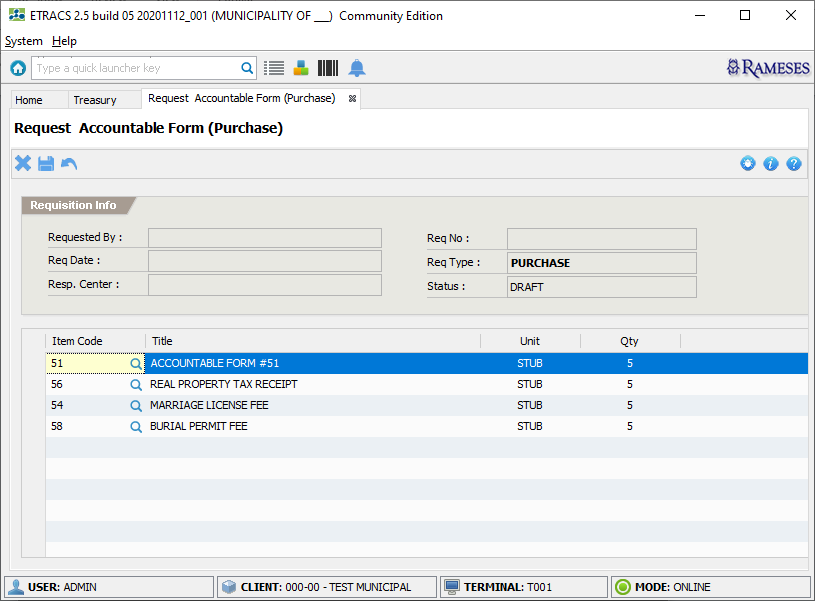 ETRACS 2.5 build 05 20201112_001 (MUNICIPALITY OF ___) Community Edition
System Help
Type a quick launcher key
RAMESES
Home Treasury Request Accountable Form (Purchase)
Request Accountable Form (Purchase)
Requisition Info
Requested By : Req No :
Req Date : Req Type : PURCHASE
Resp. Center : Status : DRAFT
Item Code Title Unit Qty
51 ACCOUNTABLE FORM #51 STUB 5
56 REAL PROPERTY TAX RECEIPT STUB 5
54 MARRIAGE LICENSE FEE STUB 5
58 BURIAL PERMIT FEE STUB 5
USER: ADMIN CLIENT: 000-00 - TEST MUNICIPAL TERMINAL: T001 MODE: ONLINE